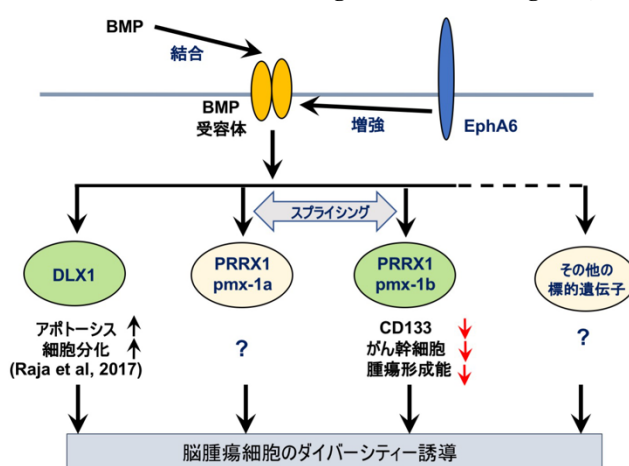 BMP
結合
BMP
受容体
増強
EphA6
スプライシング
DLX1
PRRX1
pmx-1a
PRRX1
pmx-1b
その他の
標的遺伝子
アポトーシス
細胞分化
(Raja et al, 2017)
?
CD133
がん幹細胞
腫瘍形成能
?
脳腫瘍細胞のダイバーシティー誘導